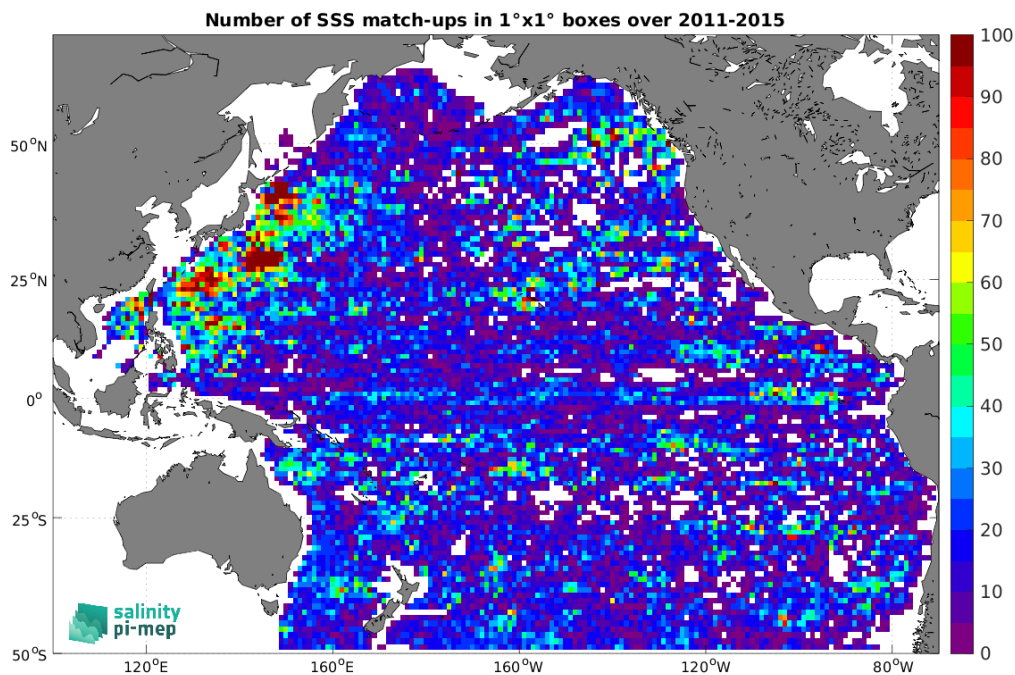 Number of SSS match-ups in 1°x1° boxes over 2011-2015
100
90
80
70
60
50
40
30
20
10
0
50°N
25°N
0°
25°S
50°S
120°E
160°E
160°W
120°W
80°W
salinity
pi-mep